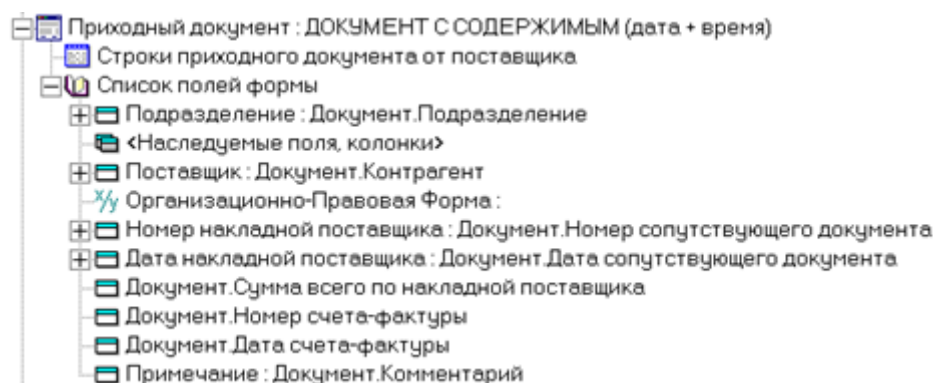 Приходный документ : ДОКУМЕНТ С СОДЕРЖИМЫМ (дата + время)
Строки приходного документа от поставщика
Список полей формы
Подразделение : Документ.Подразделение
<Наследуемые поля, колонки>
Поставщик : Документ.Контрагент
x/y Организационно-Правовая Форма :
Номер накладной поставщика : Документ.Номер сопутствующего документа
Дата накладной поставщика : Документ.Дата сопутствующего документа
Документ.Сумма всего по накладной поставщика
Документ.Номер счета-фактуры
Документ.Дата счета-фактуры
Примечание : Документ.Комментарий